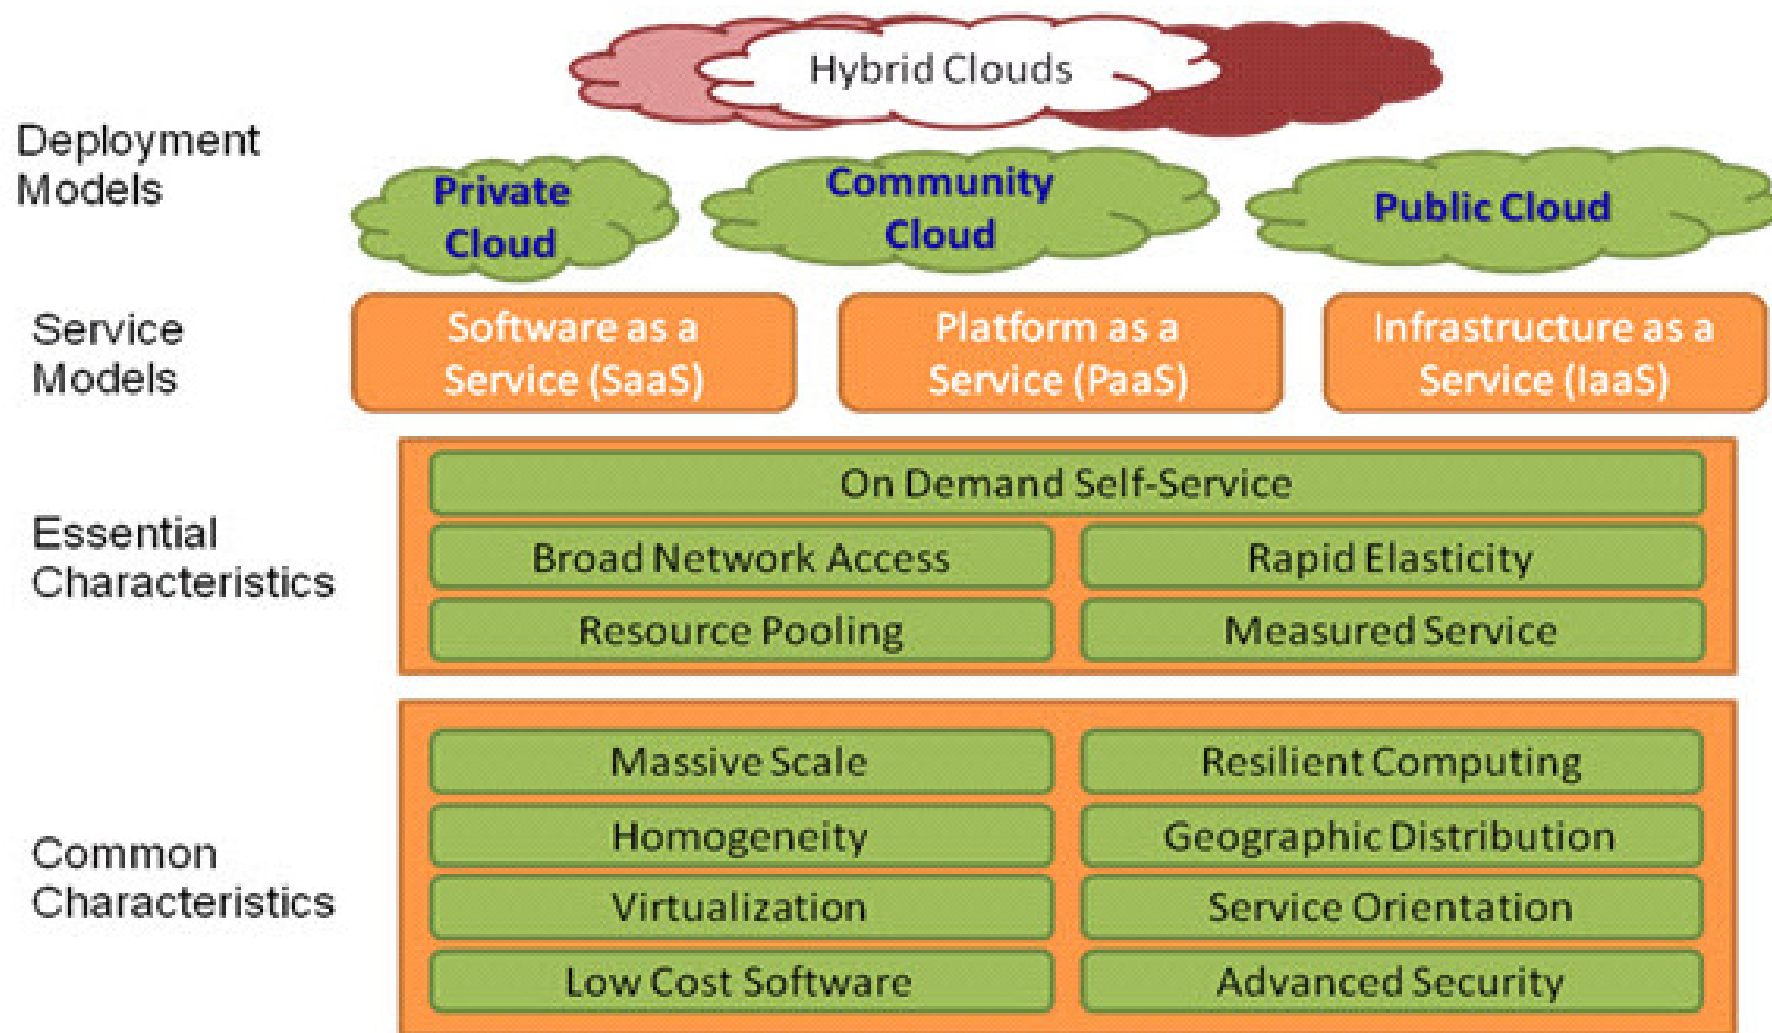 Hybrid Clouds
Deployment
Models
Private
Cloud
Community
Cloud
Public Cloud
Service
Models
Software as a
Service (SaaS)
Platform as a
Service (PaaS)
Infrastructure as a
Service (IaaS)
Essential
Characteristics
On Demand Self-Service
Broad Network Access
Rapid Elasticity
Resource Pooling
Measured Service
Common
Characteristics
Massive Scale
Resilient Computing
Homogeneity
Geographic Distribution
Virtualization
Service Orientation
Low Cost Software
Advanced Security